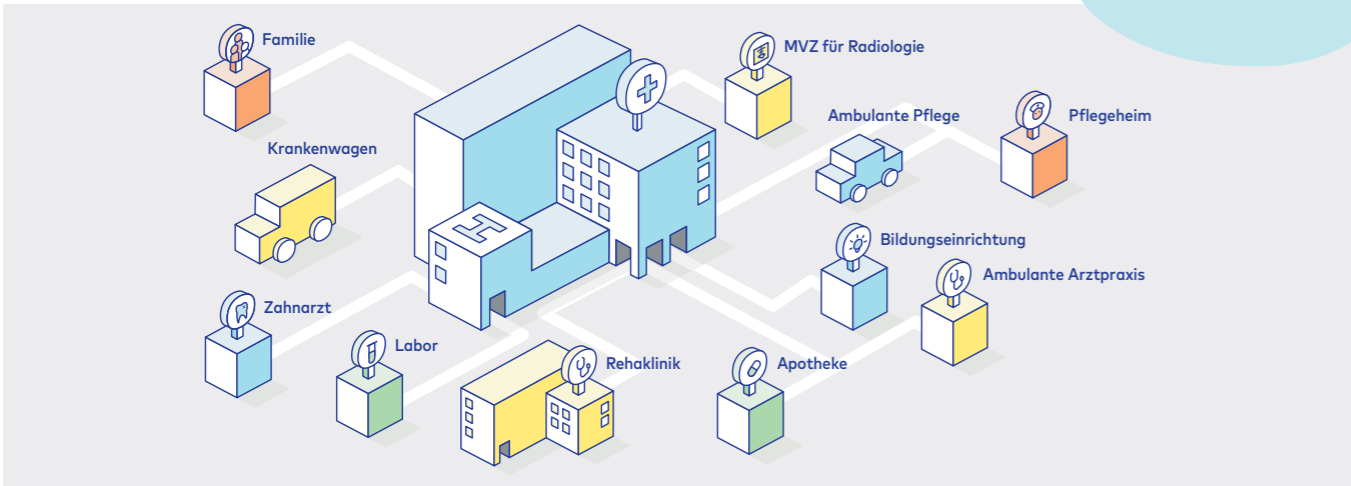 Familie
MVZ für Radiologie
Ambulante Pflege
Pflegeheim
Krankenwagen
Bildungseinrichtung
Ambulante Arztpraxis
Zahnarzt
Labor
Rehaklinik
Apotheke
H